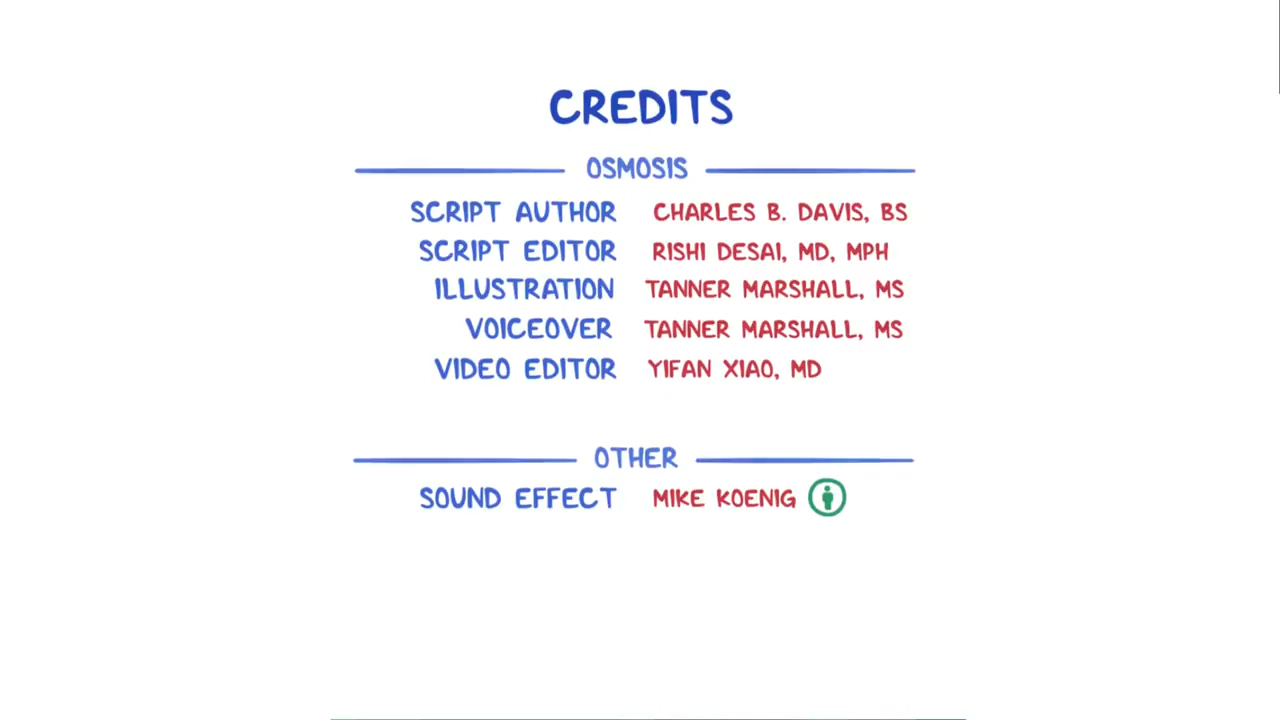 CREDITS
OSMOSIS
SCRIPT AUTHOR CHARLES B. DAVIS, BS
SCRIPT EDITOR RISHI DESAI, MD, MPH
ILLUSTRATION TANNER MARSHALL, MS
VOICEOVER TANNER MARSHALL, MS
VIDEO EDITOR YIFAN XIAO, MD
OTHER
SOUND EFFECT MIKE KOENIG